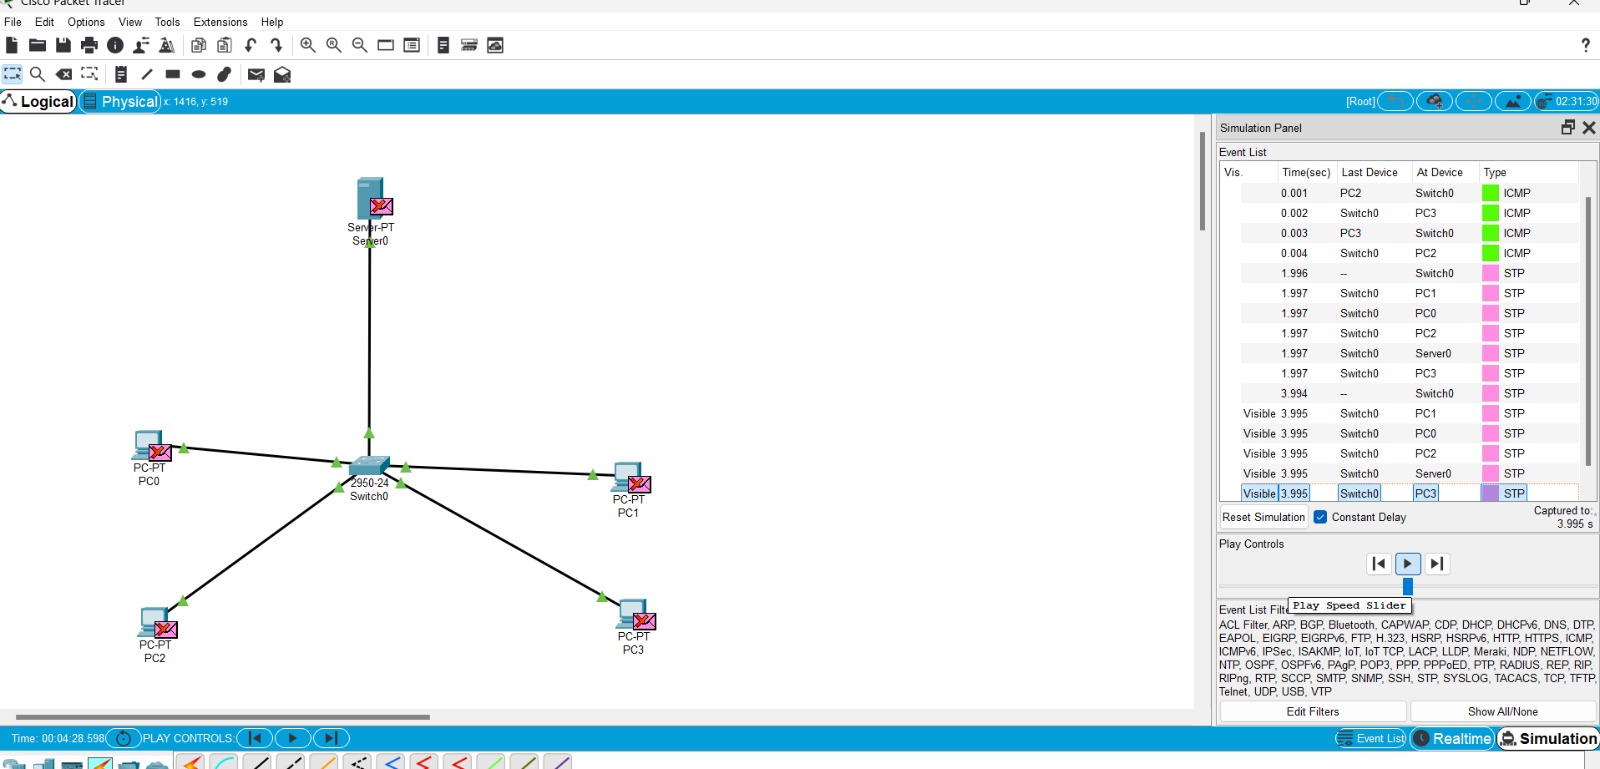 Cisco Packet Tracer
File Edit Options View Tools Extensions Help
?
Logical Physical x: 1416, y: 519 [Root] 02:31:30
Simulation Panel
Event List
Vis. Time(sec) Last Device At Device Type
0.001 PC2 Switch0 ICMP
0.002 Switch0 PC3 ICMP
0.003 PC3 Switch0 ICMP
0.004 Switch0 PC2 ICMP
1.996 -- Switch0 STP
1.997 Switch0 PC1 STP
1.997 Switch0 PC0 STP
1.997 Switch0 PC2 STP
1.997 Switch0 Server0 STP
1.997 Switch0 PC3 STP
3.994 -- Switch0 STP
Visible 3.995 Switch0 PC1 STP
Visible 3.995 Switch0 PC0 STP
Visible 3.995 Switch0 PC2 STP
Visible 3.995 Switch0 Server0 STP
Visible 3.995 Switch0 PC3 STP
Reset Simulation Constant Delay Captured to:
3.995 s
Play Controls
Play Speed Slider
Event List Filte
ACL Filter, ARP, BGP, Bluetooth, CAPWAP, CDP, DHCP, DHCPv6, DNS, DTP,
EAPOL, EIGRP, EIGRPv6, FTP, H.323, HSRP, HSRPv6, HTTP, HTTPS, ICMP,
ICMPv6, IPSec, ISAKMP, IoT, IoT TCP, LACP, LLDP, Meraki, NDP, NETFLOW,
NTP, OSPF, OSPFv6, PAgP, POP3, PPP, PPPoED, PTP, RADIUS, REP, RIP,
RIPng, RTP, SCCP, SMTP, SNMP, SSH, STP, SYSLOG, TACACS, TCP, TFTP,
Telnet, UDP, USB, VTP
Edit Filters Show All/None
Server-PT
Server0
PC-PT
PC0
2950-24
Switch0
PC-PT
PC1
PC-PT
PC2
PC-PT
PC3
Time: 00:04:28.598 PLAY CONTROLS: Event List Realtime Simulation